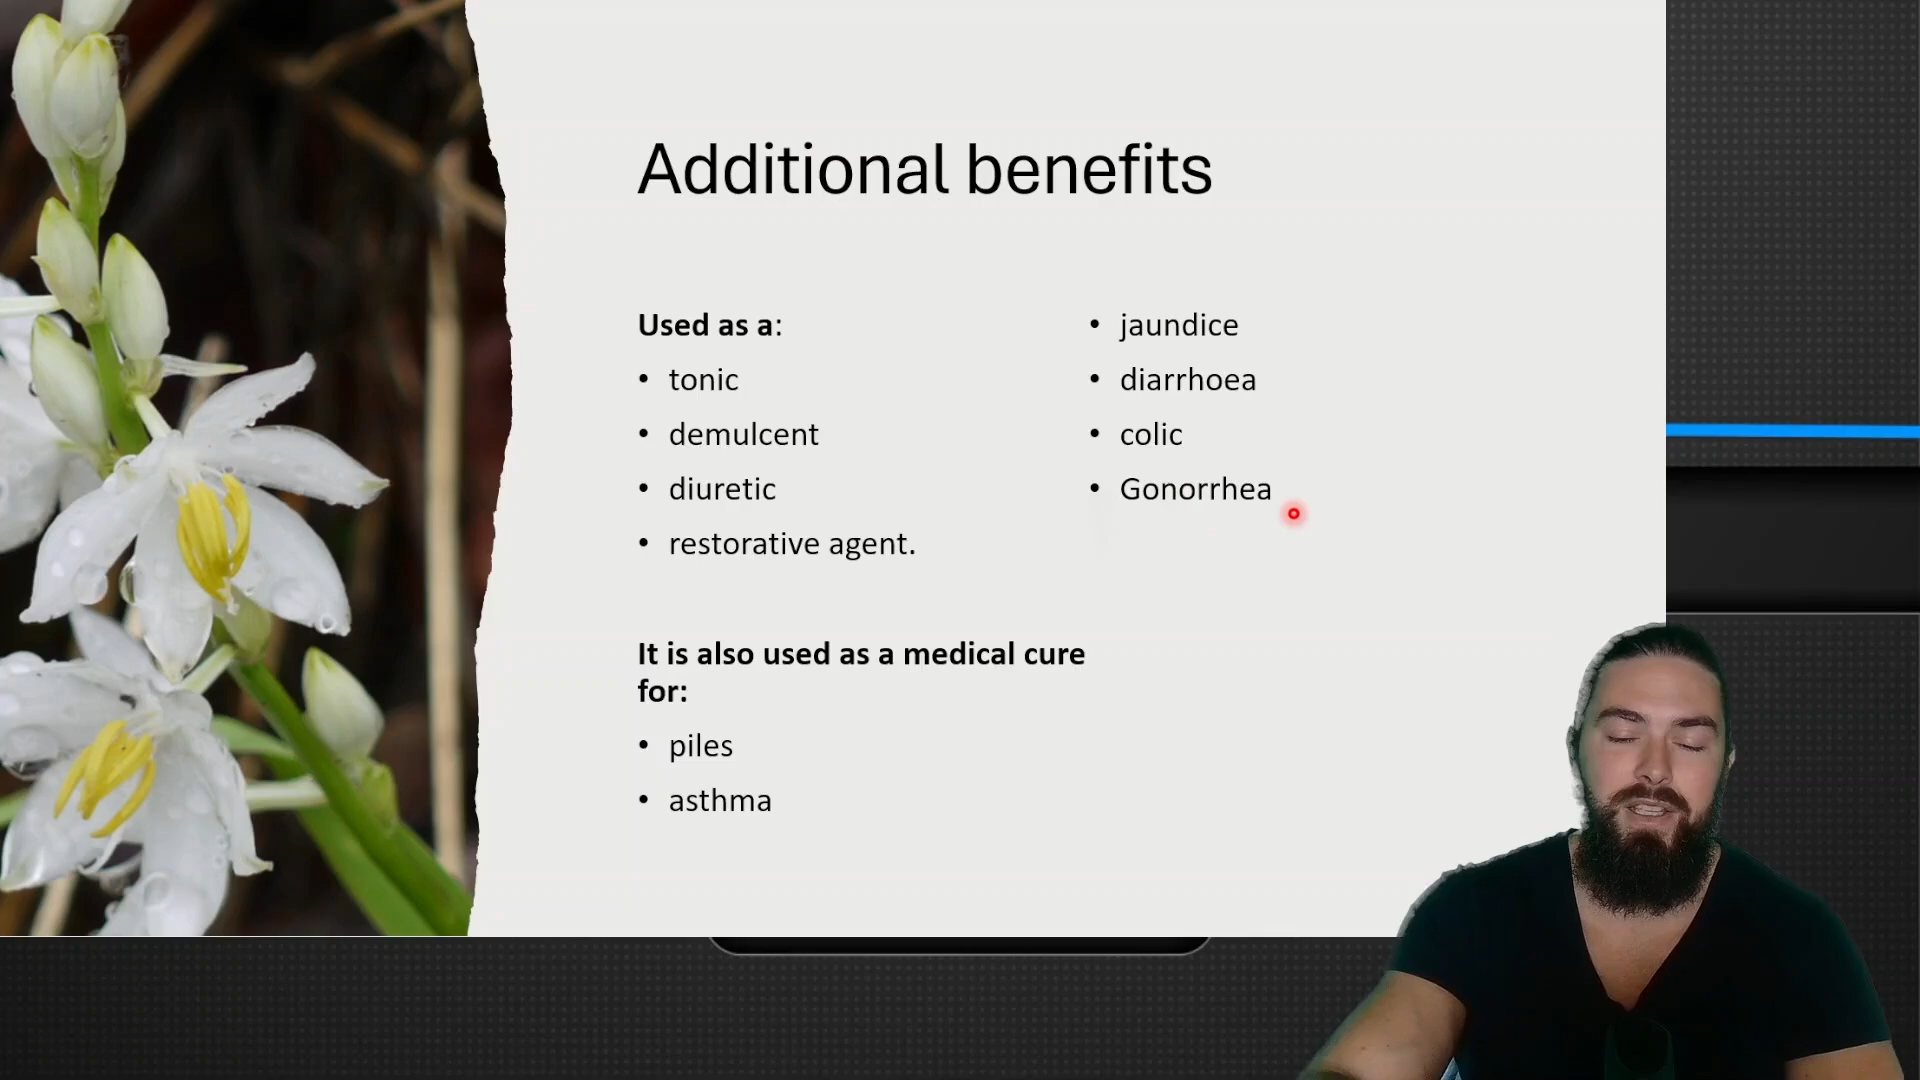 Additional benefits
Used as a:
• tonic
• demulcent
• diuretic
• restorative agent.
It is also used as a medical cure
for:
• piles
• asthma
• jaundice
• diarrhoea
• colic
• Gonorrhea